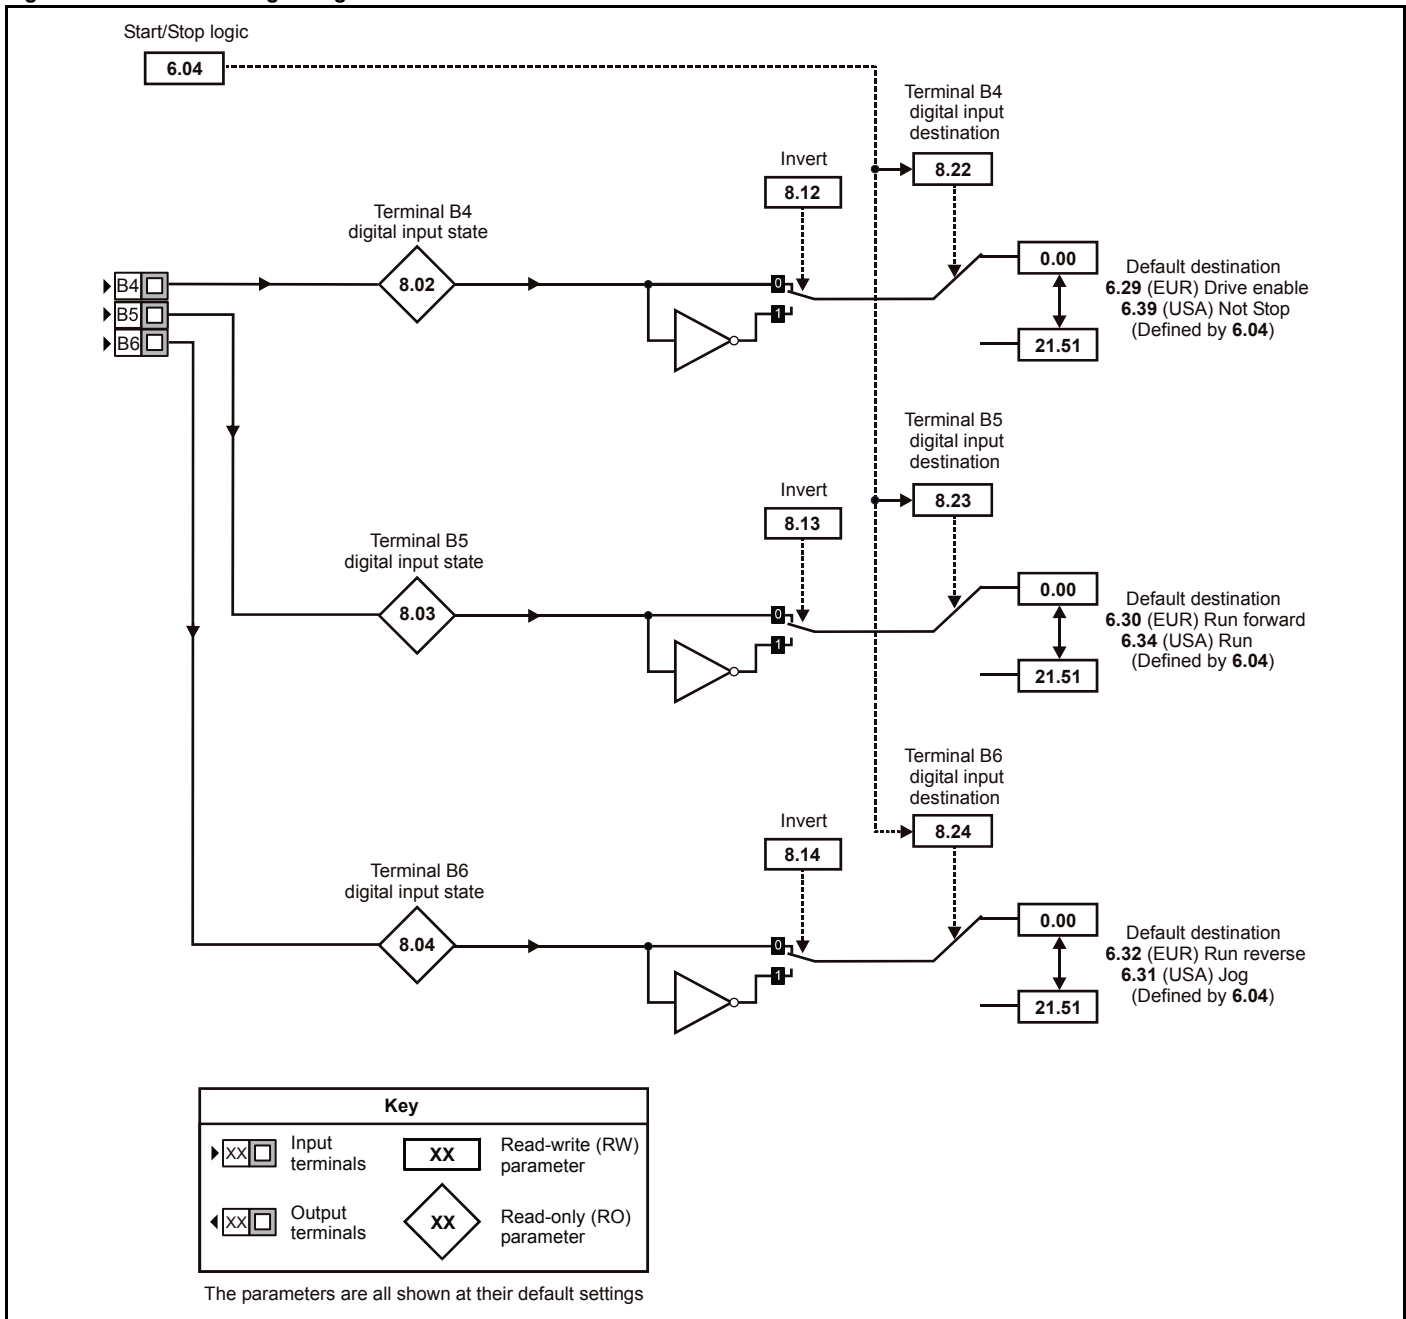 Start/Stop logic
6.04
Terminal B4
digital input
destination
8.22
Invert
8.12
Terminal B4
digital input state
8.02
B4
B5
B6
0
1
0.00
21.51
Default destination
6.29 (EUR) Drive enable
6.39 (USA) Not Stop
(Defined by 6.04)
Terminal B5
digital input
destination
8.23
Invert
8.13
Terminal B5
digital input state
8.03
0
1
0.00
21.51
Default destination
6.30 (EUR) Run forward
6.34 (USA) Run
(Defined by 6.04)
Terminal B6
digital input
destination
8.24
Invert
8.14
Terminal B6
digital input state
8.04
0
1
0.00
21.51
Default destination
6.32 (EUR) Run reverse
6.31 (USA) Jog
(Defined by 6.04)
Key
XX
Input
terminals
XX
Read-write (RW)
parameter
XX
Output
terminals
XX
Read-only (RO)
parameter
The parameters are all shown at their default settings